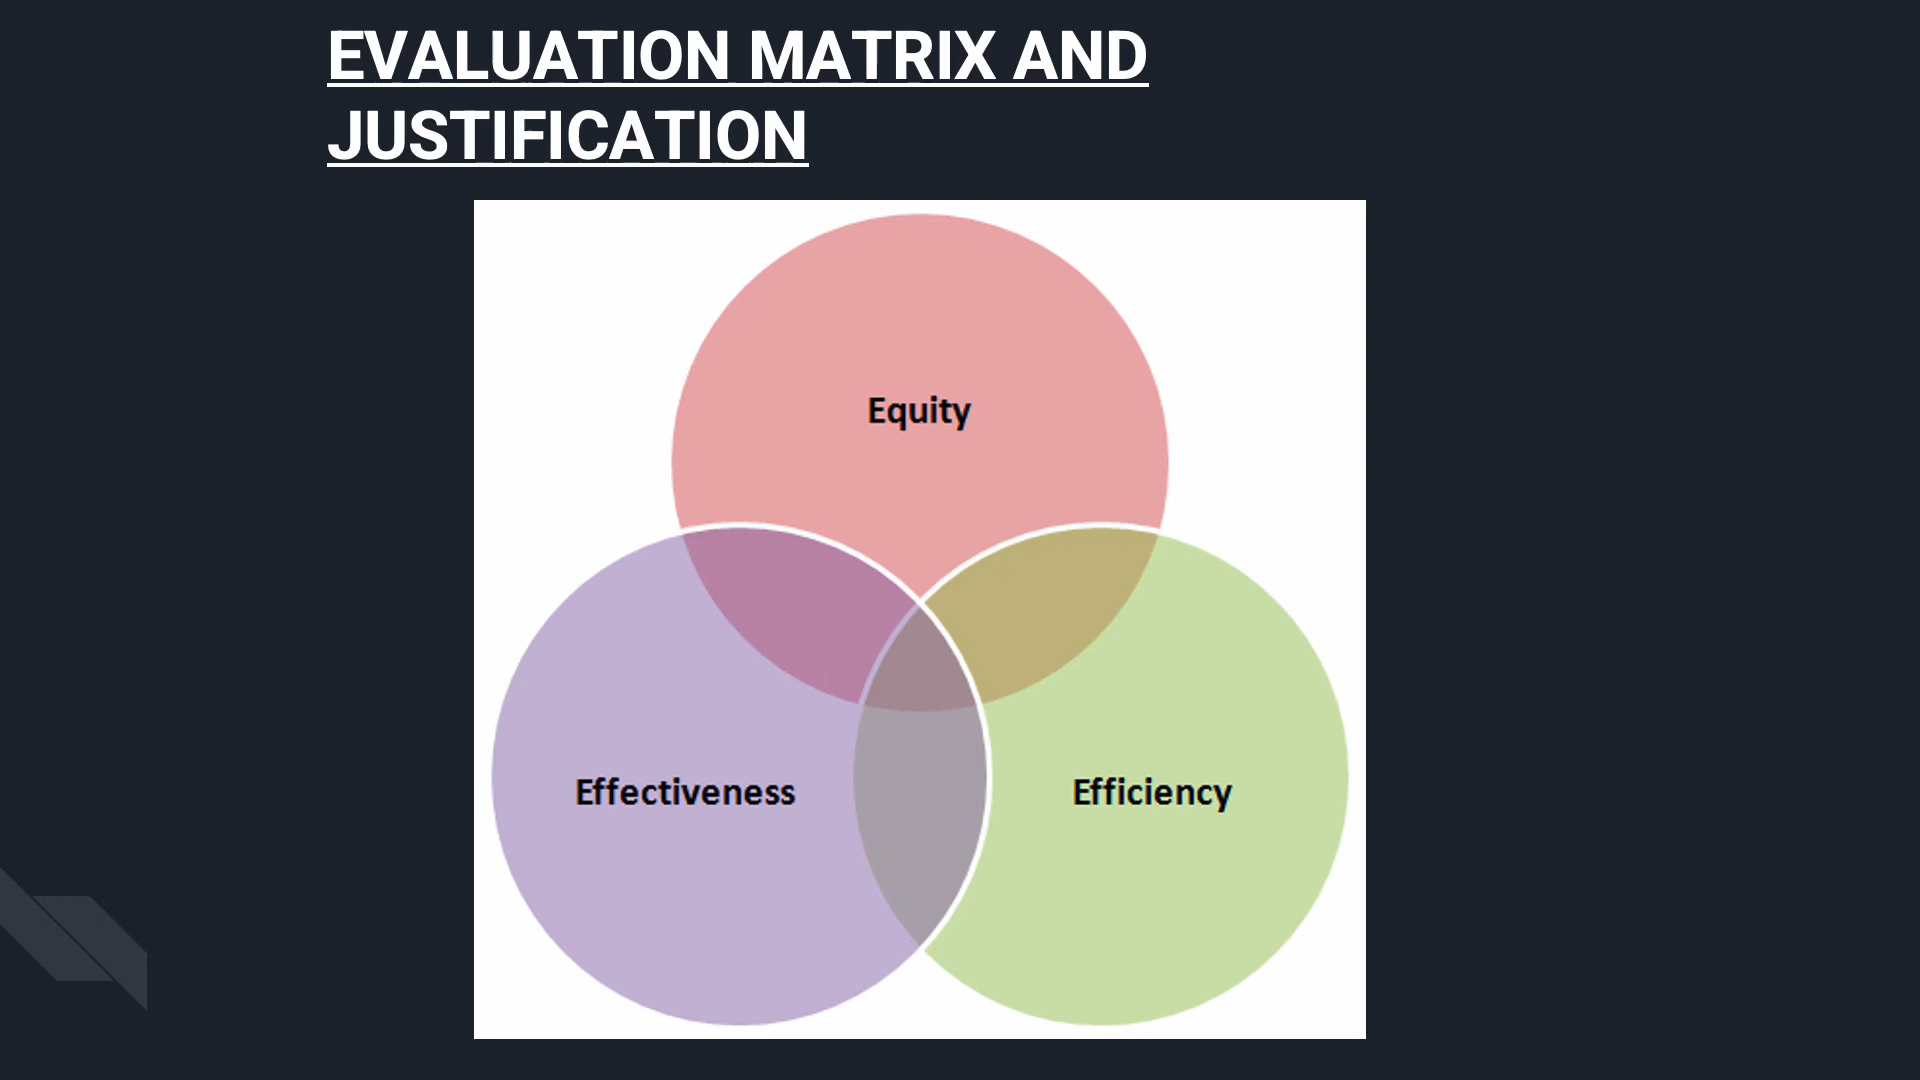 EVALUATION MATRIX AND
JUSTIFICATION
Equity
Effectiveness
Efficiency